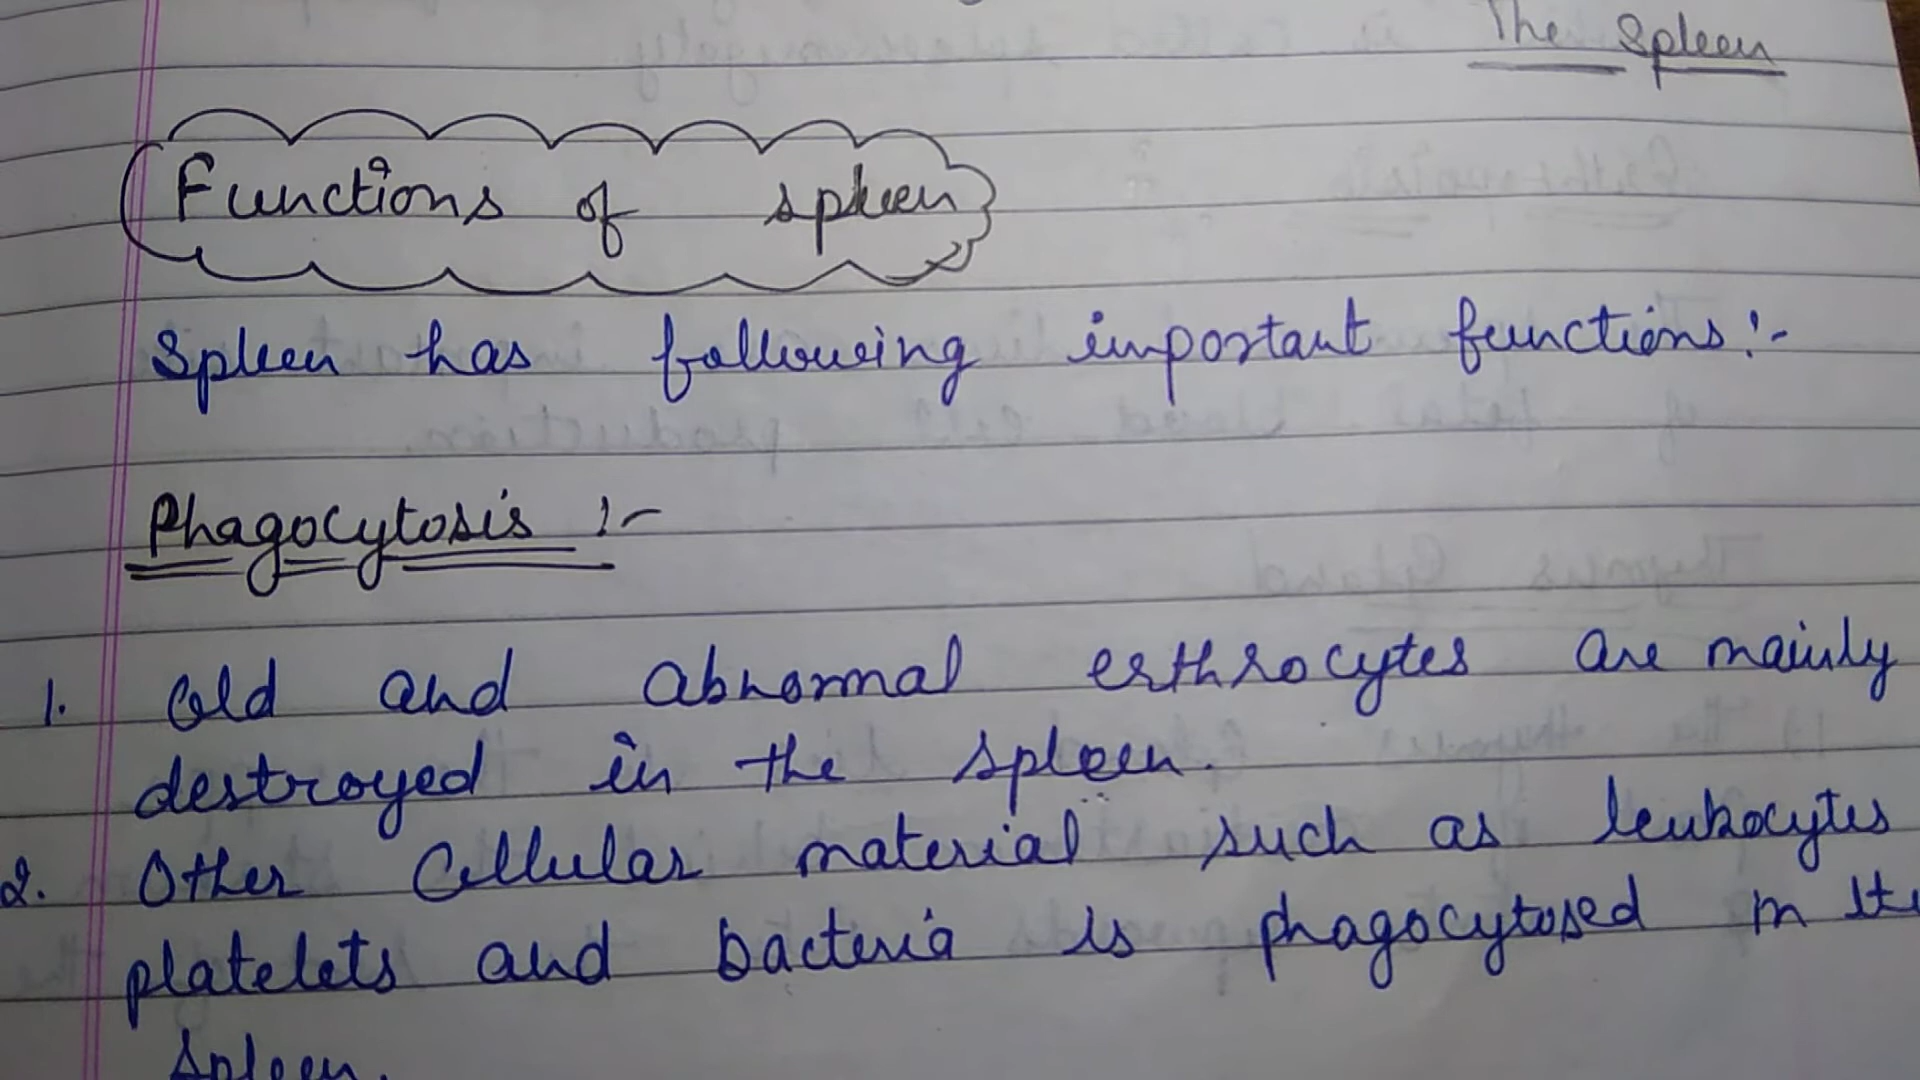 The Spleen
Functions of spleen
Spleen has following important functions:-
Phagocytosis :-
1. Old and abnormal erthrocytes are mainly
destroyed in the spleen.
2. Other Cellular material such as leukocytes
platelets and bacteria is phagocytosed in the
spleen.